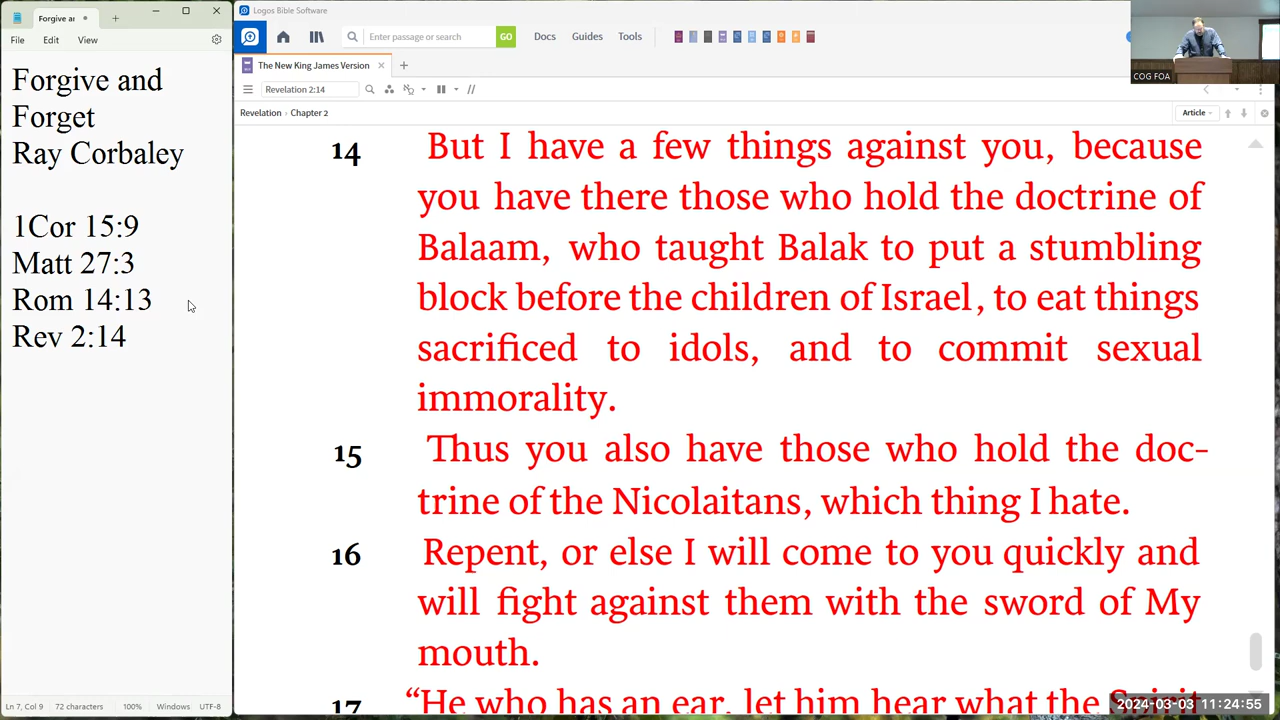 Forgive ar
File
Edit
View
Forgive and
Forget
Ray Corbaley
1Cor 15:9
Matt 27:3
Rom 14:13
Rev 2:14
Ln 7, Col 9
72 characters
100%
Windows
UTF-8
Logos Bible Software
Enter passage or search
GO
Docs
Guides
Tools
The New King James Version
Revelation 2:14
Revelation › Chapter 2
Article
COG FOA
14 But I have a few things against you, because
you have there those who hold the doctrine of
Balaam, who taught Balak to put a stumbling
block before the children of Israel, to eat things
sacrificed to idols, and to commit sexual
immorality.
15 Thus you also have those who hold the doc-
trine of the Nicolaitans, which thing I hate.
16 Repent, or else I will come to you quickly and
will fight against them with the sword of My
mouth.
17 “He who has an ear, let him hear what the Spirit
2024-03-03 11:24:55